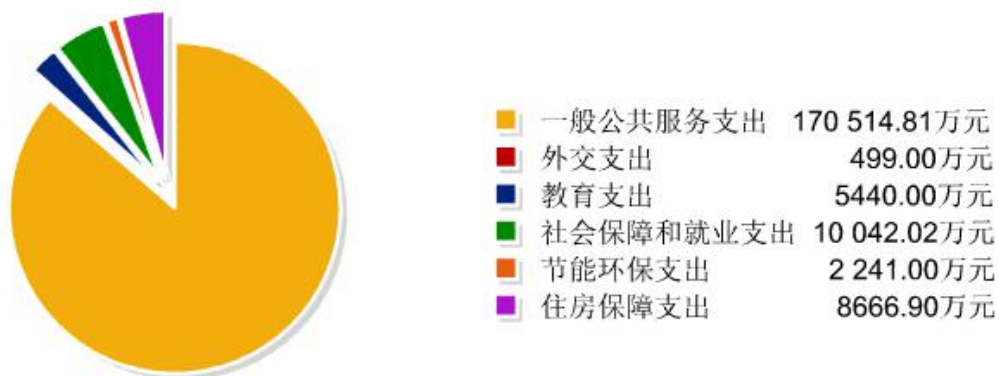 一般公共服务支出 170 514.81万元
外交支出 499.00万元
教育支出 5440.00万元
社会保障和就业支出 10 042.02万元
节能环保支出 2 241.00万元
住房保障支出 8666.90万元